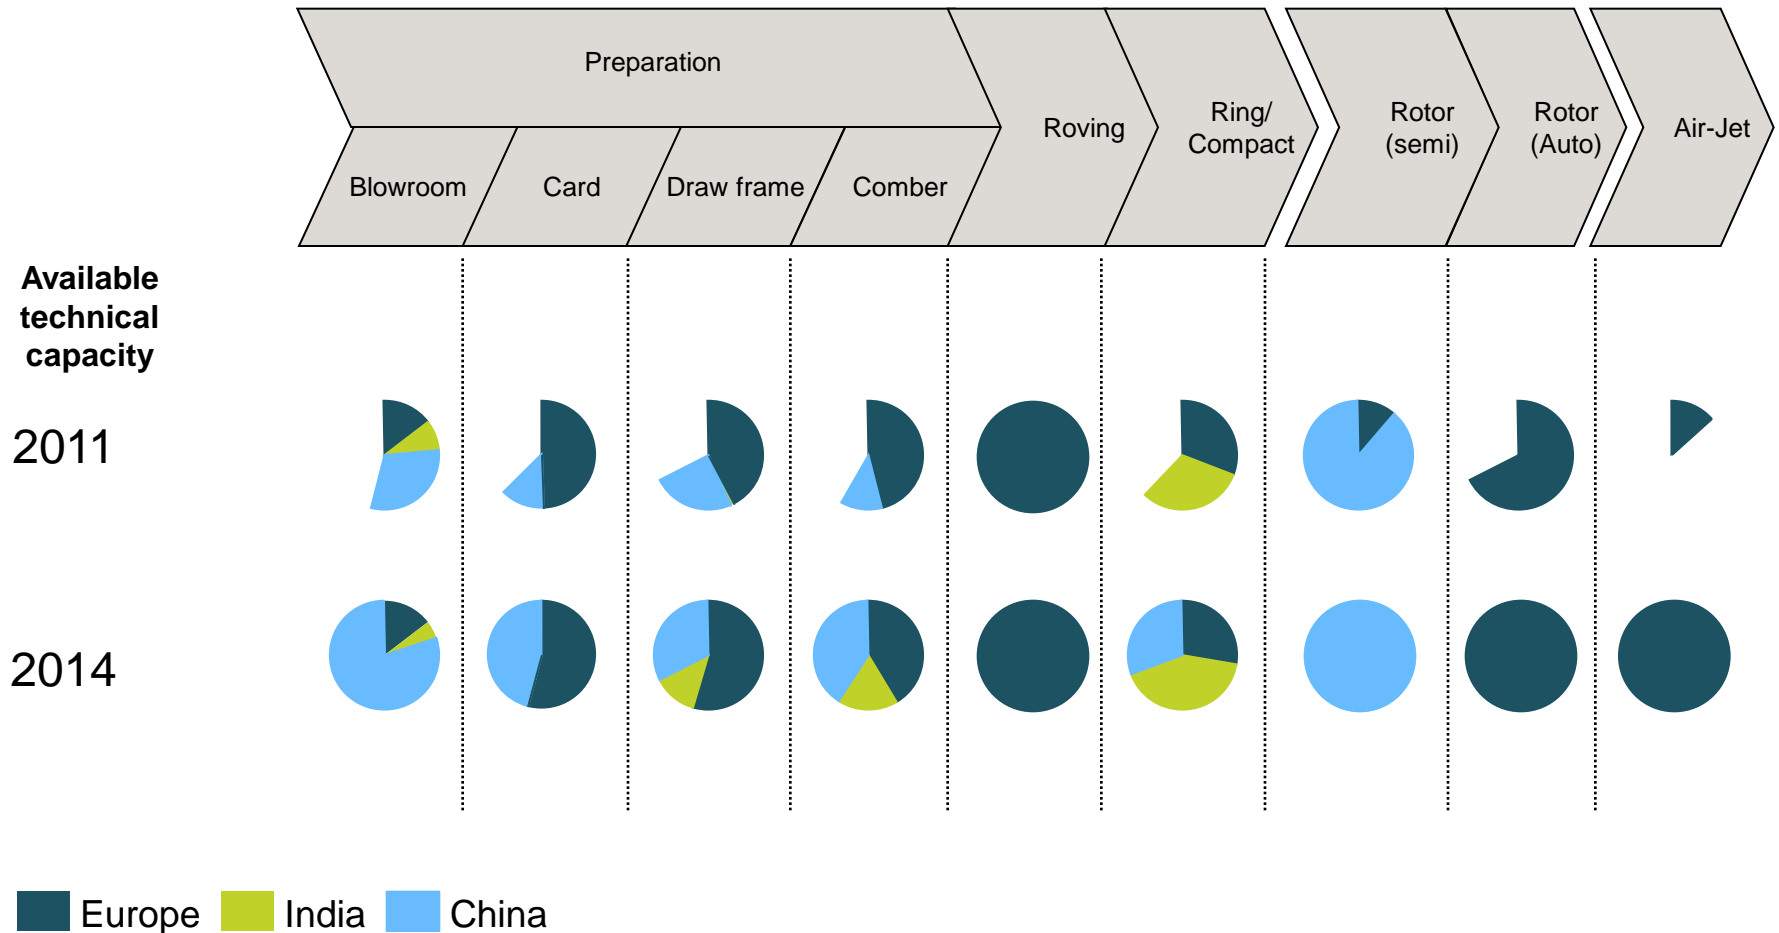 Preparation
Roving
Ring/
Compact
Rotor
(semi)
Rotor
(Auto)
Air-Jet
Blowroom
Card
Draw frame
Comber
Available
technical
capacity
2011
2014
Europe
India
China